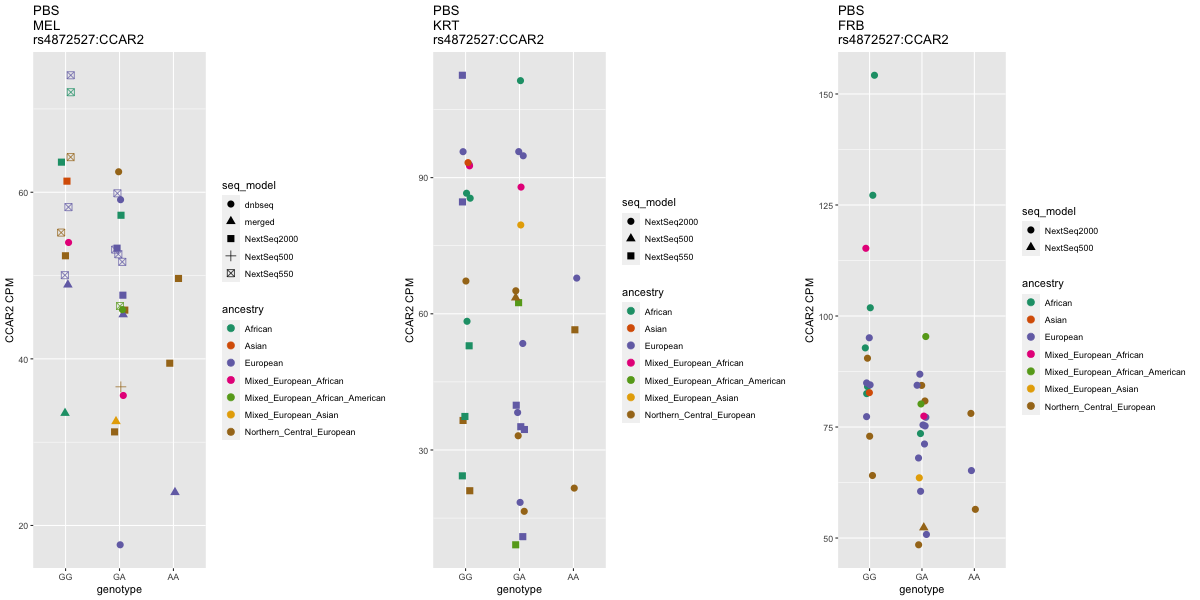 PBS
MEL
rs4872527:CCAR2
60
40
20
CCAR2 CPM
GG
GA
AA
genotype
seq_model
dnbseq
merged
NextSeq2000
NextSeq500
NextSeq550
ancestry
African
Asian
European
Mixed_European_African
Mixed_European_African_American
Mixed_European_Asian
Northern_Central_European
PBS
KRT
rs4872527:CCAR2
90
60
30
CCAR2 CPM
GG
GA
AA
genotype
seq_model
NextSeq2000
NextSeq500
NextSeq550
ancestry
African
Asian
European
Mixed_European_African
Mixed_European_African_American
Mixed_European_Asian
Northern_Central_European
PBS
FRB
rs4872527:CCAR2
150
125
100
75
50
CCAR2 CPM
GG
GA
AA
genotype
seq_model
NextSeq2000
NextSeq500
ancestry
African
Asian
European
Mixed_European_African
Mixed_European_African_American
Mixed_European_Asian
Northern_Central_European